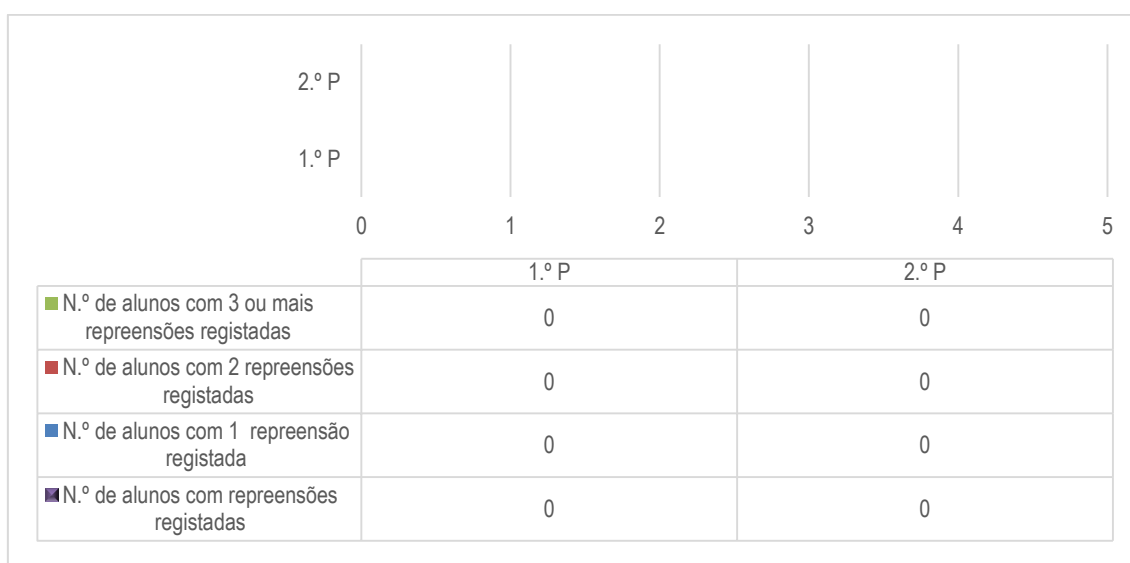 2.º P
1.º P
0 1 2 3 4 5
1.º P 2.º P
N.º de alunos com 3 ou mais
repreensões registadas
0 0
N.º de alunos com 2 repreensões
registadas
0 0
N.º de alunos com 1 repreensão
registada
0 0
N.º de alunos com repreensões
registadas
0 0